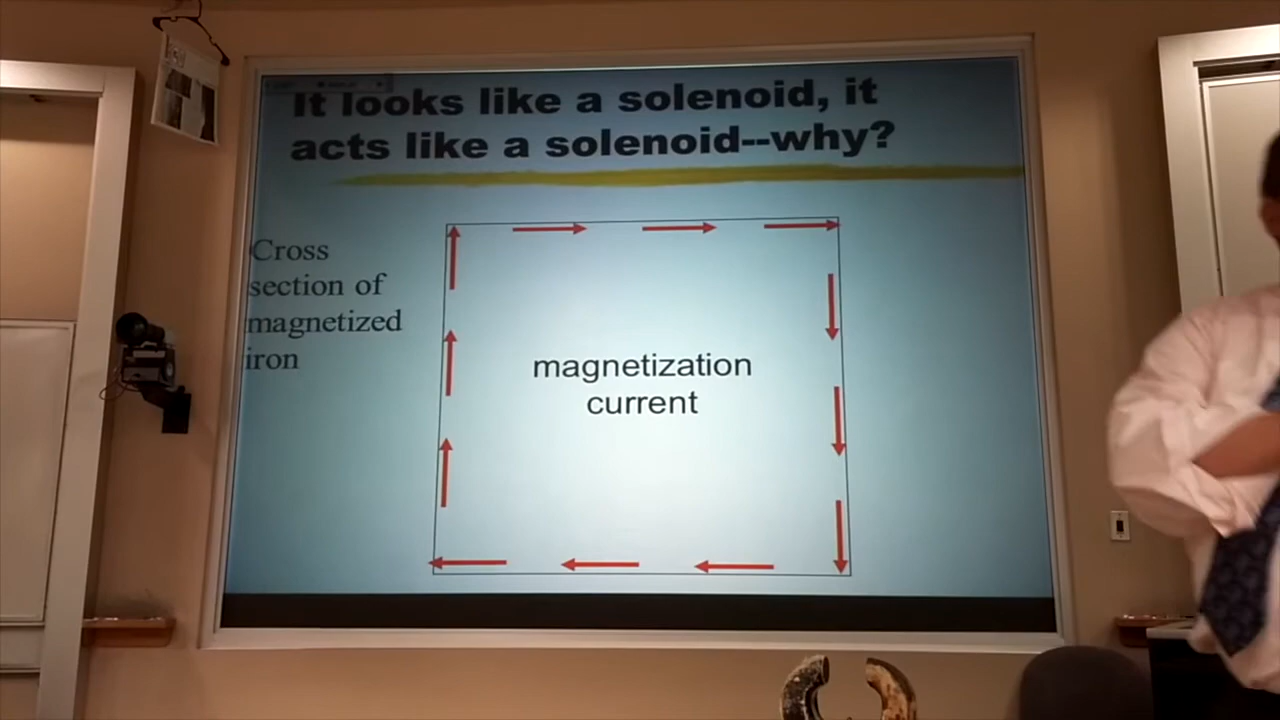 It looks like a solenoid, it
acts like a solenoid--why?
Cross
section of
magnetized
iron
magnetization
current